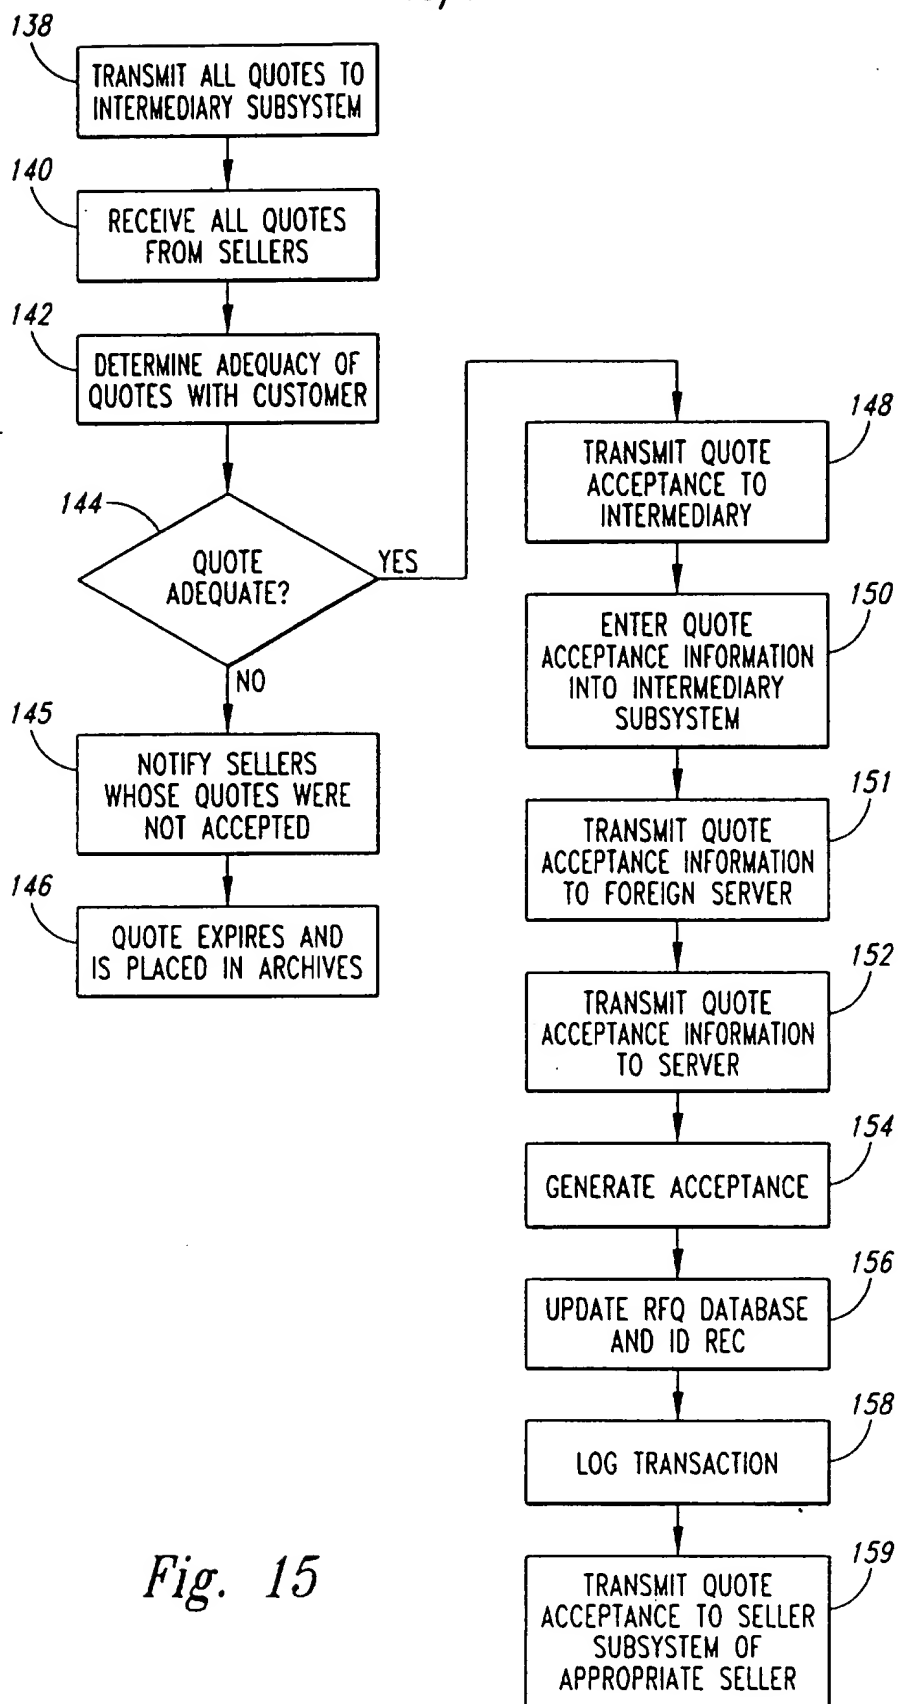 138
TRANSMIT ALL QUOTES TO
INTERMEDIARY SUBSYSTEM
140
RECEIVE ALL QUOTES
FROM SELLERS
142
DETERMINE ADEQUACY OF
QUOTES WITH CUSTOMER
144
QUOTE
ADEQUATE?
YES
NO
145
NOTIFY SELLERS
WHOSE QUOTES WERE
NOT ACCEPTED
146
QUOTE EXPIRES AND
IS PLACED IN ARCHIVES
148
TRANSMIT QUOTE
ACCEPTANCE TO
INTERMEDIARY
150
ENTER QUOTE
ACCEPTANCE INFORMATION
INTO INTERMEDIARY
SUBSYSTEM
151
TRANSMIT QUOTE
ACCEPTANCE INFORMATION
TO FOREIGN SERVER
152
TRANSMIT QUOTE
ACCEPTANCE INFORMATION
TO SERVER
154
GENERATE ACCEPTANCE
156
UPDATE RFQ DATABASE
AND ID REC
158
LOG TRANSACTION
159
TRANSMIT QUOTE
ACCEPTANCE TO SELLER
SUBSYSTEM OF
APPROPRIATE SELLER
Fig. 15